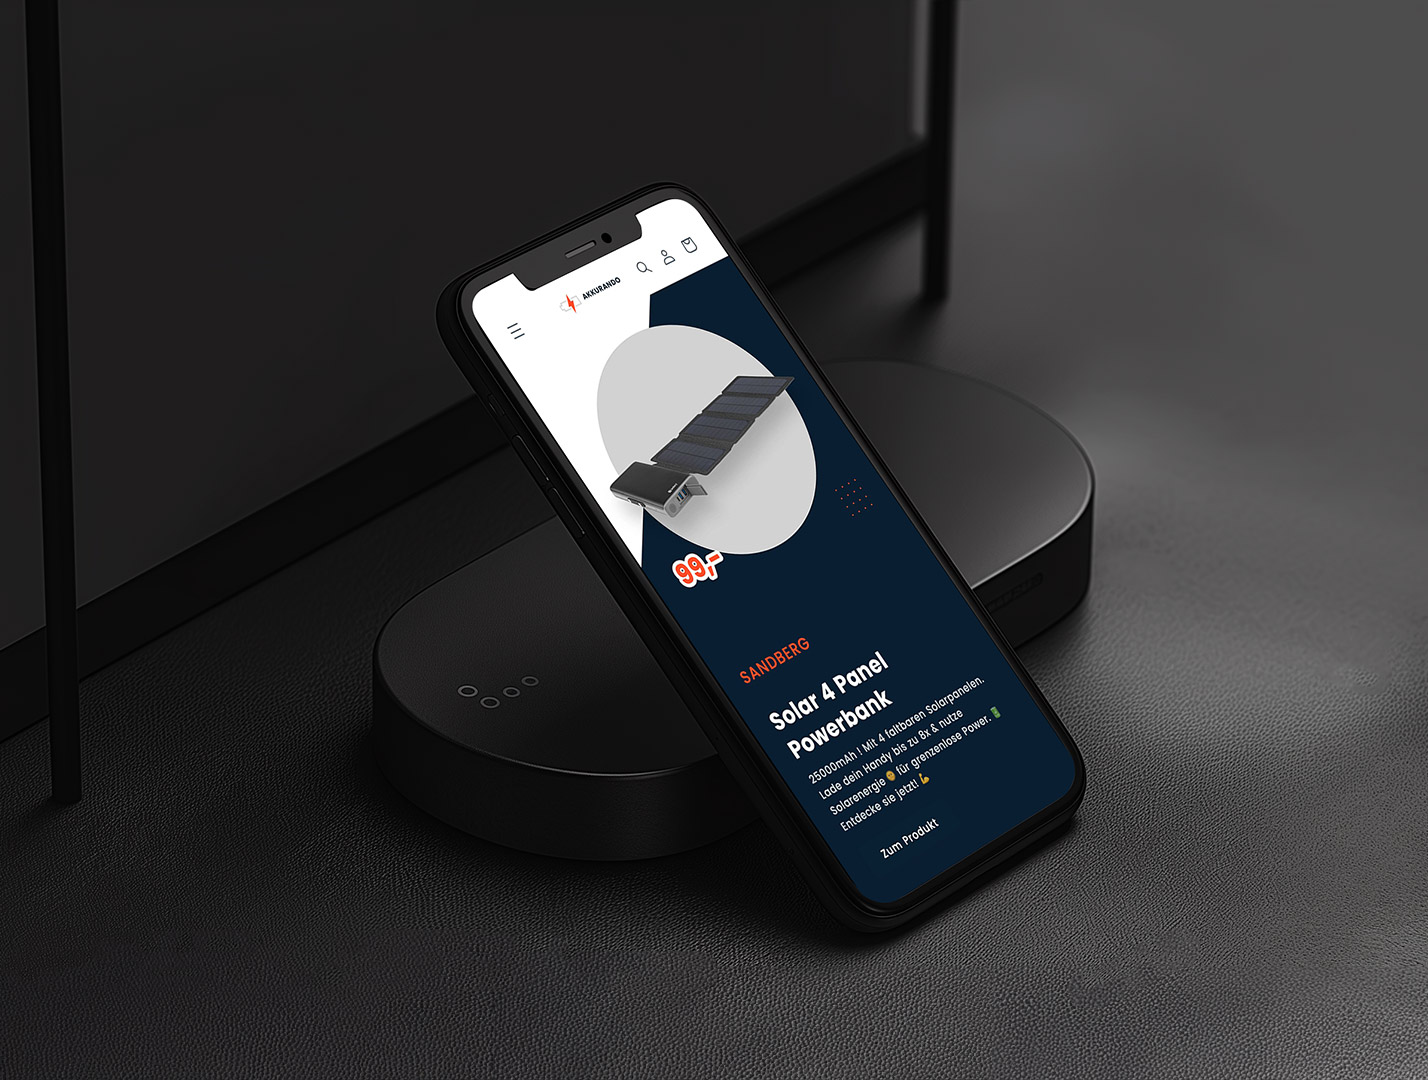 AKKURANDO
99,-
SANDBERG
Solar 4 Panel
Powerbank
25000mAh ! Mit 4 faltbaren Solarpanelen.
Lade dein Handy bis zu 8x & nutze
Solarenergie 🌞 für grenzenlose Power. 🔋
Entdecke sie jetzt! 💪
Zum Produkt